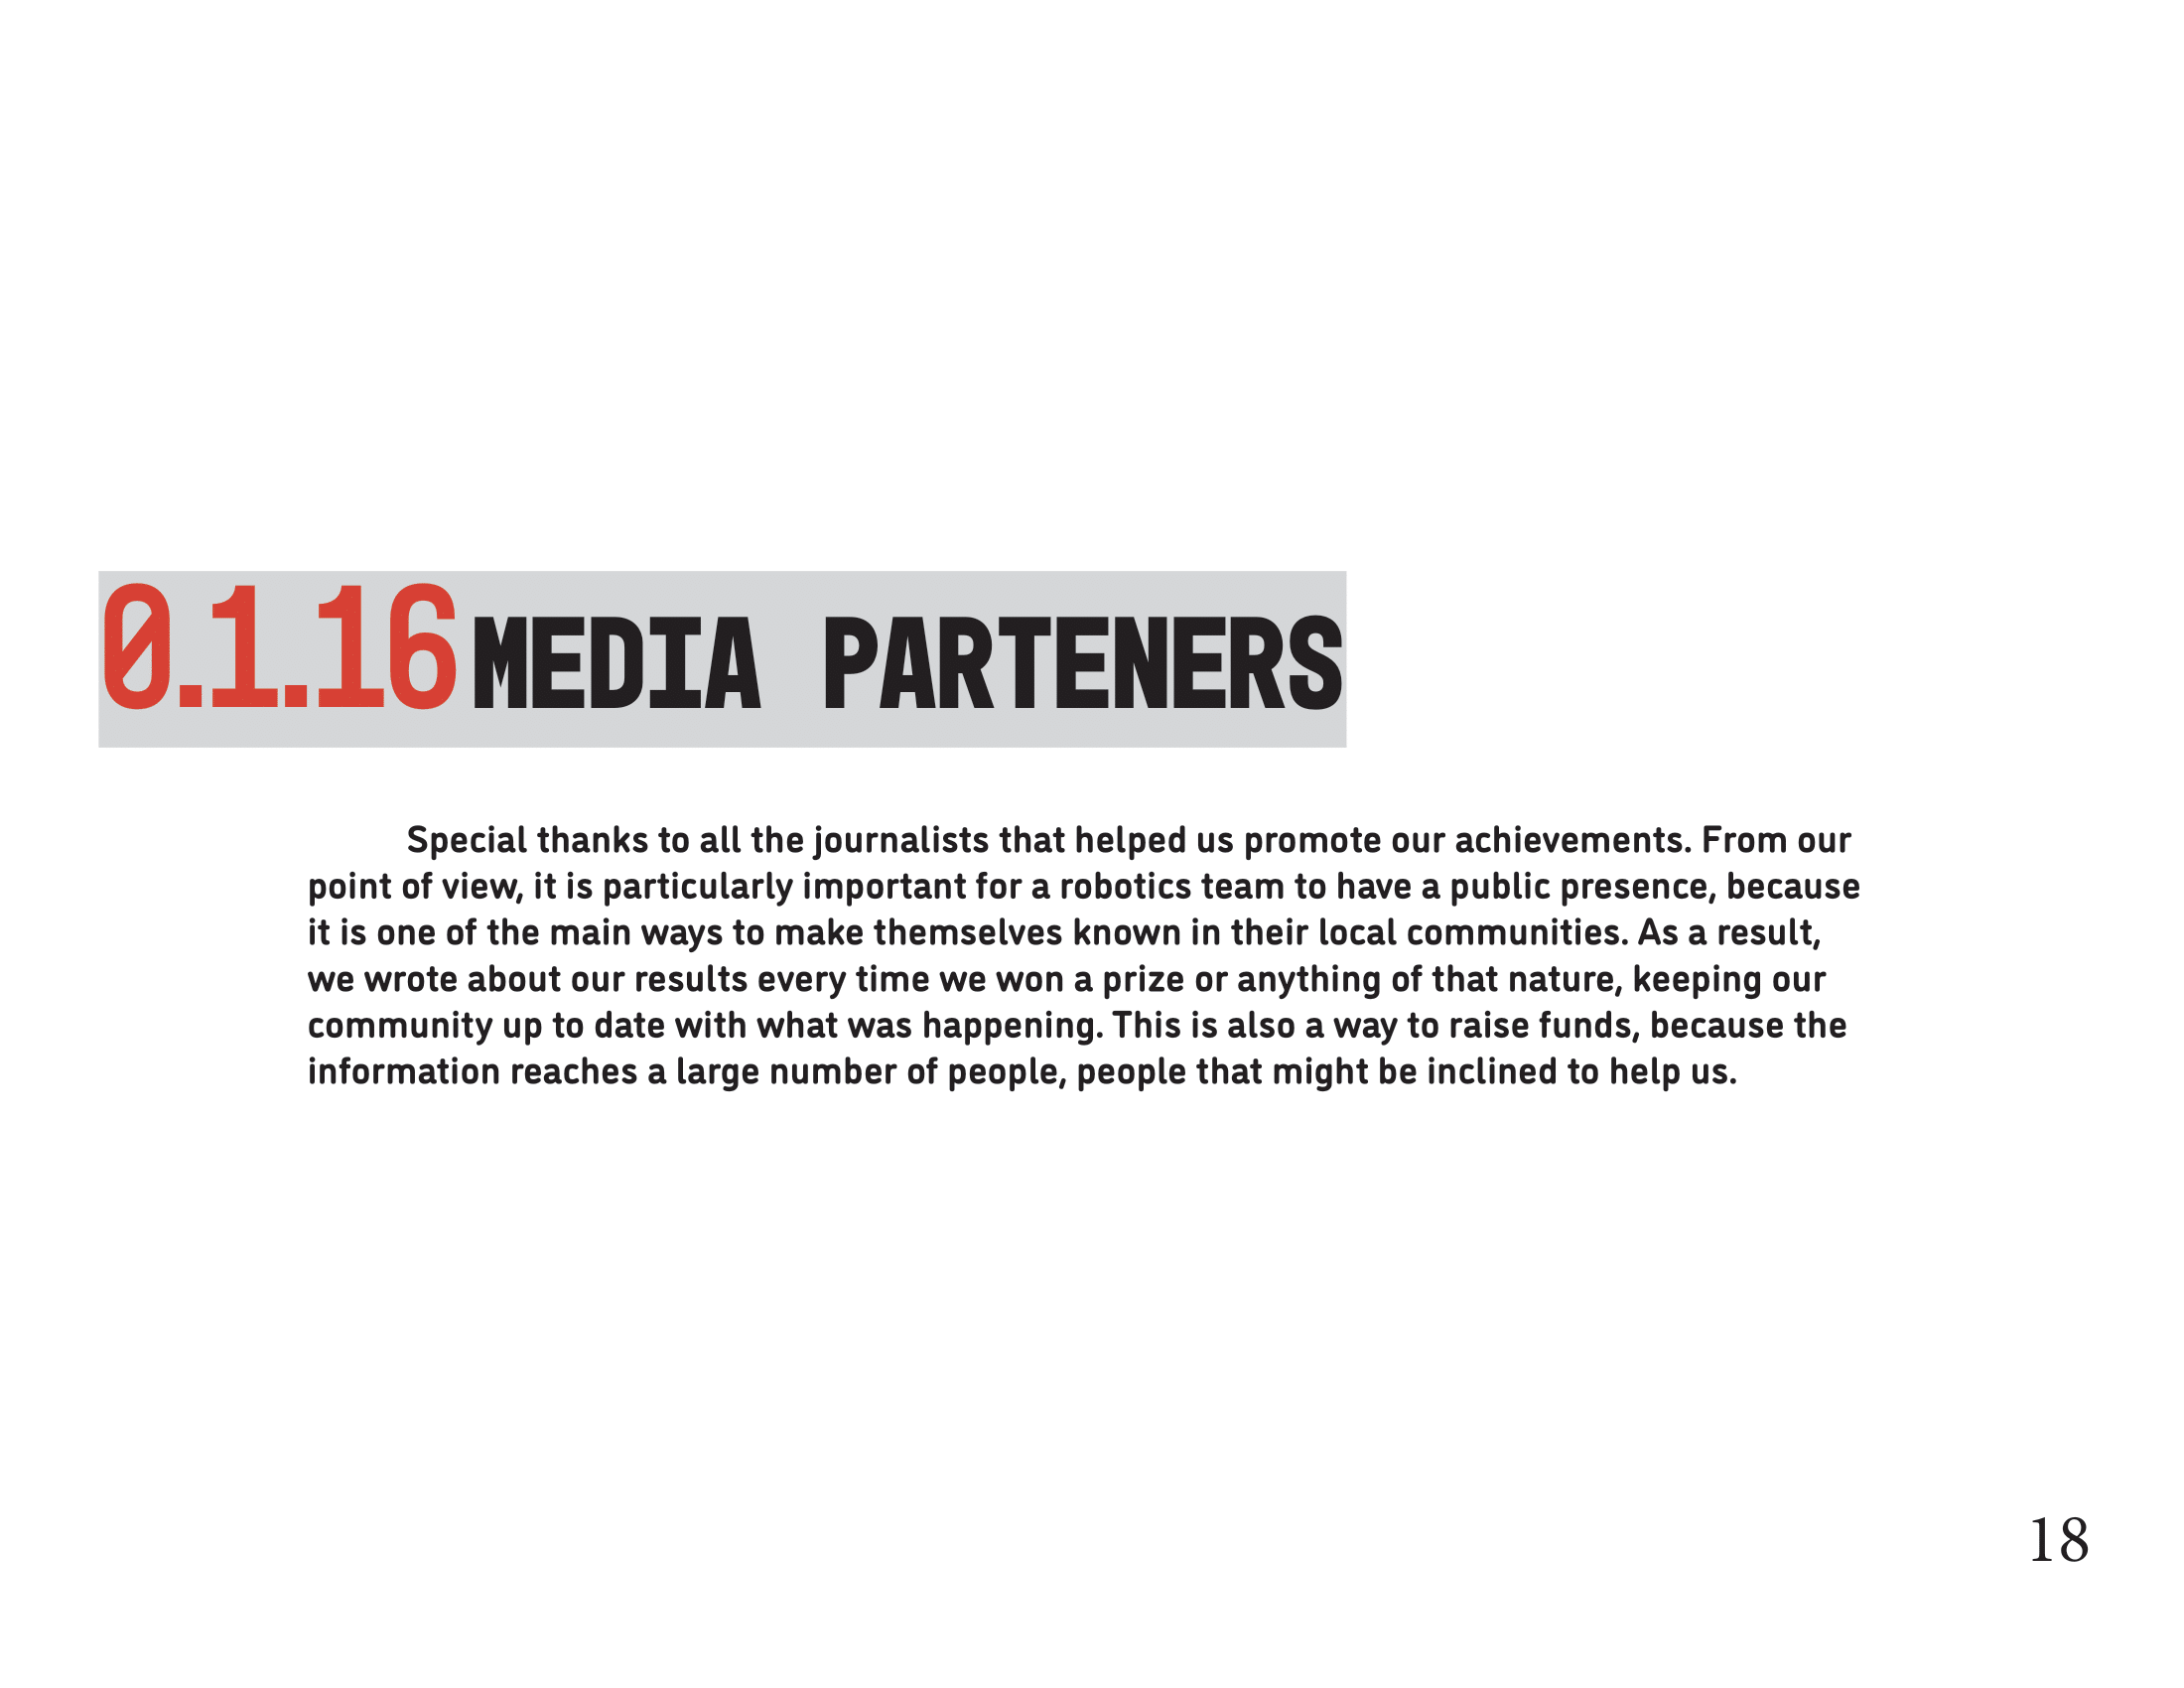 0.1.16 MEDIA PARTENERS
Special thanks to all the journalists that helped us promote our achievements. From our
point of view, it is particularly important for a robotics team to have a public presence, because
it is one of the main ways to make themselves known in their local communities. As a result,
we wrote about our results every time we won a prize or anything of that nature, keeping our
community up to date with what was happening. This is also a way to raise funds, because the
information reaches a large number of people, people that might be inclined to help us.
18